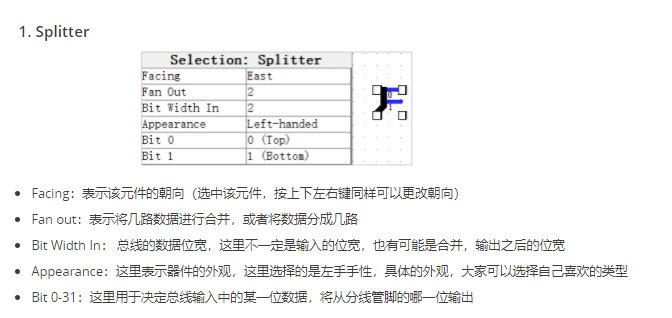 1. Splitter
Selection: Splitter
Facing East
Fan Out 2
Bit Width In 2
Appearance Left-handed
Bit 0 0 (Top)
Bit 1 1 (Bottom)
0
1
• Facing：表示该元件的朝向（选中该元件，按上下左右键同样可以更改朝向）
• Fan out：表示将几路数据进行合并，或者将数据分成几路
• Bit Width In： 总线的数据位宽，这里不一定是输入的位宽，也有可能是合并，输出之后的位宽
• Appearance：这里表示器件的外观，这里选择的是左手手性，具体的外观，大家可以选择自己喜欢的类型
• Bit 0-31：这里用于决定总线输入中的某一位数据，将从分线管脚的哪一位输出